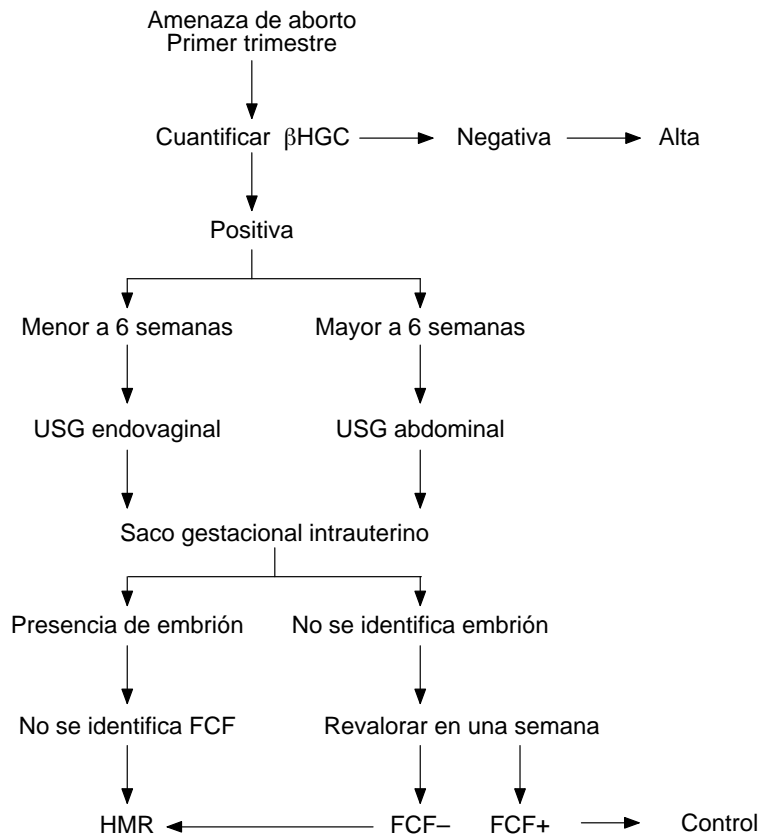 Amenaza de aborto
Primer trimestre
Cuantificar βHGC Negativa Alta
Positiva
Menor a 6 semanas Mayor a 6 semanas
USG endovaginal USG abdominal
Saco gestacional intrauterino
Presencia de embrión No se identifica embrión
No se identifica FCF Revalorar en una semana
HMR FCF– FCF+ Control